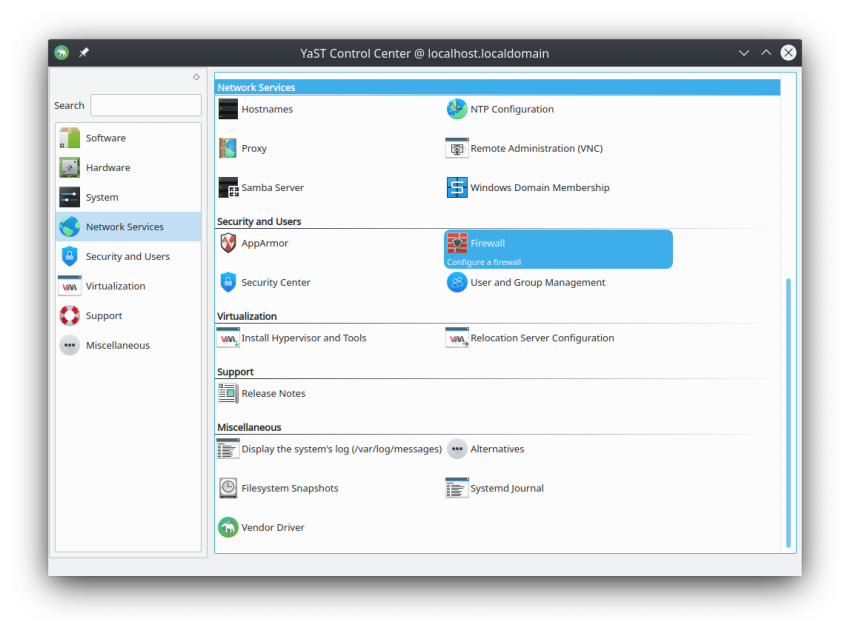 YaST Control Center @ localhost.localdomain
Search
Software
Hardware
System
Network Services
Security and Users
Virtualization
Support
Miscellaneous
Network Services
Hostnames
NTP Configuration
Proxy
Remote Administration (VNC)
Samba Server
Windows Domain Membership
Security and Users
AppArmor
Firewall
Configure a firewall
Security Center
User and Group Management
Virtualization
Install Hypervisor and Tools
Relocation Server Configuration
Support
Release Notes
Miscellaneous
Display the system's log (/var/log/messages)
Alternatives
Filesystem Snapshots
Systemd Journal
Vendor Driver